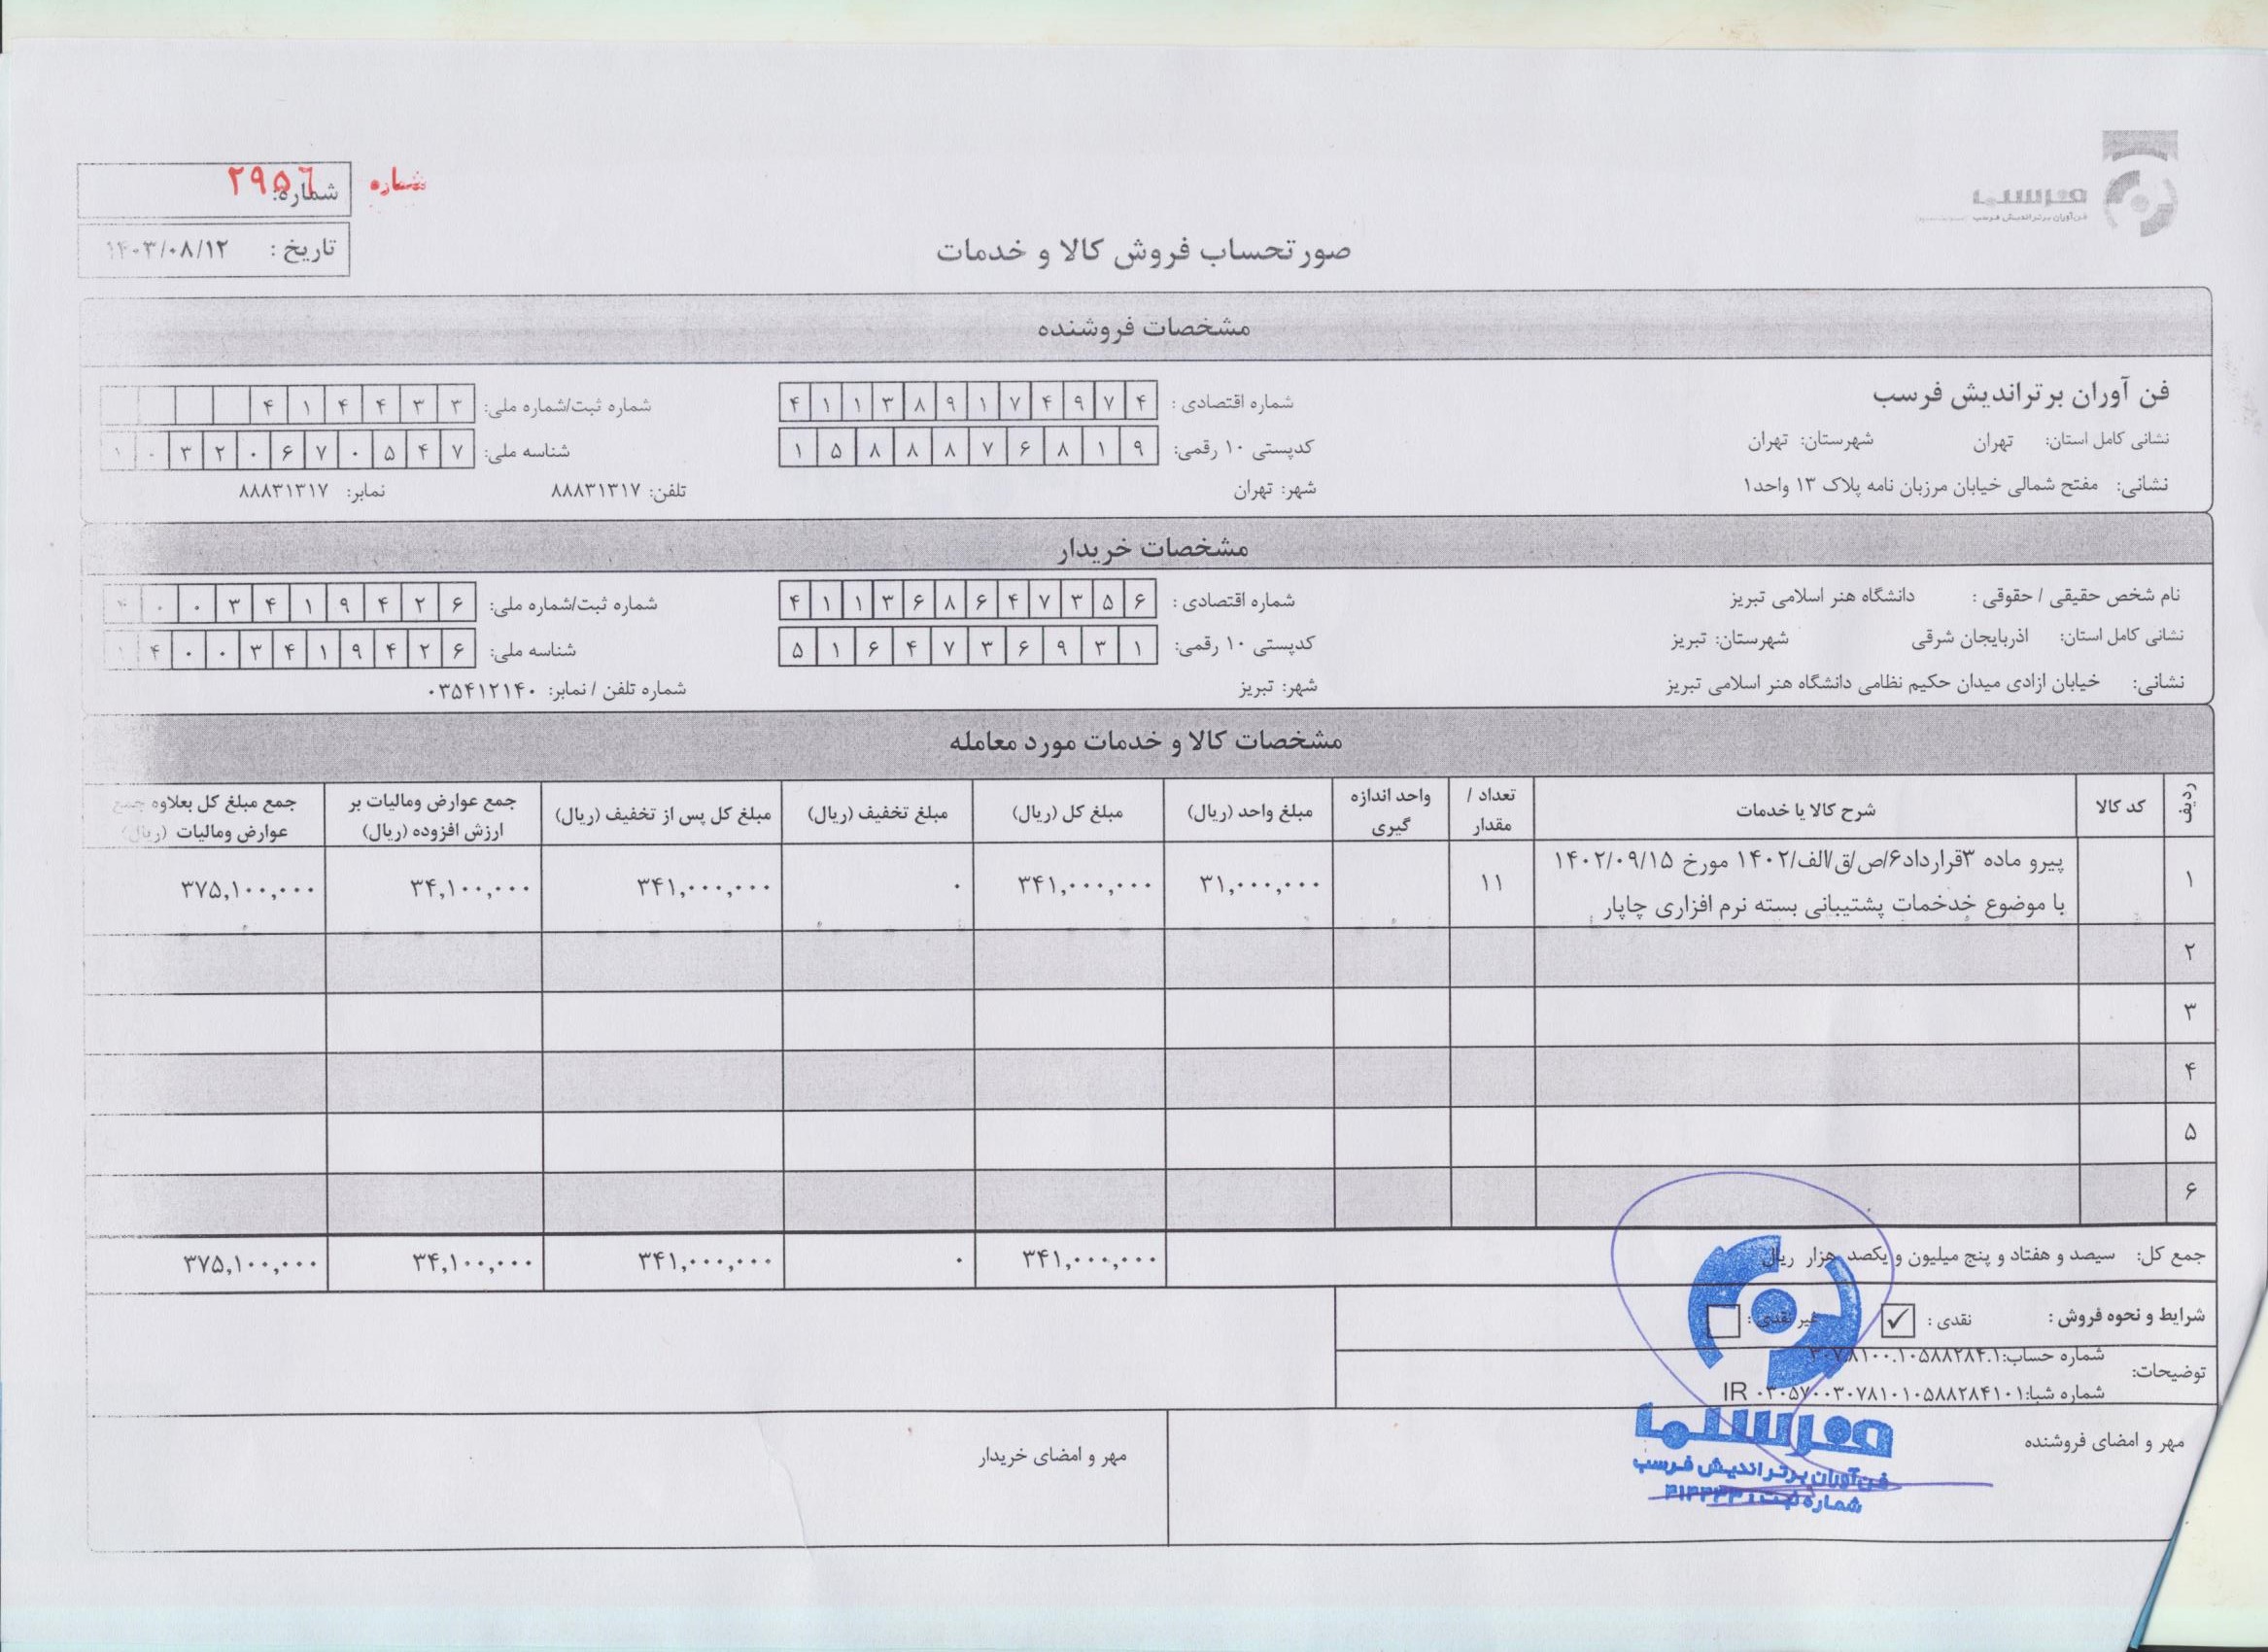 فرسما
فن‌آوران برتر اندیش فرسب
شماره
شماره: ۲۹۵۶
تاریخ : ۱۴۰۳/۰۸/۱۲
صورتحساب فروش کالا و خدمات
مشخصات فروشنده
فن آوران برتراندیش فرسب
شماره اقتصادی : ۴۱۱۳۸۹۱۷۴۹۷۴
شماره ثبت/شماره ملی: ۴۱۴۴۳۳
نشانی کامل استان: تهران شهرستان: تهران
کدپستی ۱۰ رقمی: ۱۵۸۸۸۷۶۸۱۹
شناسه ملی: ۱۰۳۲۰۶۷۰۵۴۷
نشانی: مفتح شمالی خیابان مرزبان نامه پلاک ۱۳ واحد۱
شهر: تهران
تلفن: ۸۸۸۳۱۳۱۷ نمابر: ۸۸۸۳۱۳۱۷
مشخصات خریدار
نام شخص حقیقی / حقوقی : دانشگاه هنر اسلامی تبریز
شماره اقتصادی : ۴۱۱۳۶۸۶۴۷۳۵۶
شماره ثبت/شماره ملی: ۴۰۰۳۴۱۹۴۲۶
نشانی کامل استان: اذربایجان شرقی شهرستان: تبریز
کدپستی ۱۰ رقمی: ۵۱۶۴۷۳۶۹۳۱
شناسه ملی: ۱۴۰۰۳۴۱۹۴۲۶
نشانی: خیابان ازادی میدان حکیم نظامی دانشگاه هنر اسلامی تبریز
شهر: تبریز
شماره تلفن / نمابر: ۰۳۵۴۱۲۱۴۰
مشخصات کالا و خدمات مورد معامله
ردیف کد کالا شرح کالا یا خدمات تعداد / مقدار واحد اندازه گیری مبلغ واحد (ریال) مبلغ کل (ریال) مبلغ تخفیف (ریال) مبلغ کل پس از تخفیف (ریال) جمع عوارض ومالیات بر ارزش افزوده (ریال) جمع مبلغ کل بعلاوه جمع عوارض ومالیات (ریال)
پیرو ماده ۳قرارداد۶/ص/ق/الف/۱۴۰۲ مورخ ۱۴۰۲/۰۹/۱۵
۱ ۱۱ ۳۱,۰۰۰,۰۰۰ ۳۴۱,۰۰۰,۰۰۰ ۰ ۳۴۱,۰۰۰,۰۰۰ ۳۴,۱۰۰,۰۰۰ ۳۷۵,۱۰۰,۰۰۰
با موضوع خدخمات پشتیبانی بسته نرم افزاری چاپار
۲
۳
۴
۵
۶
جمع کل: سیصد و هفتاد و پنج میلیون و یکصد هزار ریال ۳۴۱,۰۰۰,۰۰۰ ۰ ۳۴۱,۰۰۰,۰۰۰ ۳۴,۱۰۰,۰۰۰ ۳۷۵,۱۰۰,۰۰۰
شرایط و نحوه فروش : نقدی : ✓ غیر نقدی :
توضیحات:
شماره حساب:۳۰۷.۸۱۰۰.۱۰۵۸۸۲۸۴.۱
شماره شبا:IR ۰۳۰۵۷۰۰۳۰۷۸۱۰۱۰۵۸۸۲۸۴۱۰۱
مهر و امضای فروشنده
مهر و امضای خریدار
فرسما
فن‌آوران برتر اندیش فرسب
شماره ثبت: ۴۱۴۴۳۳